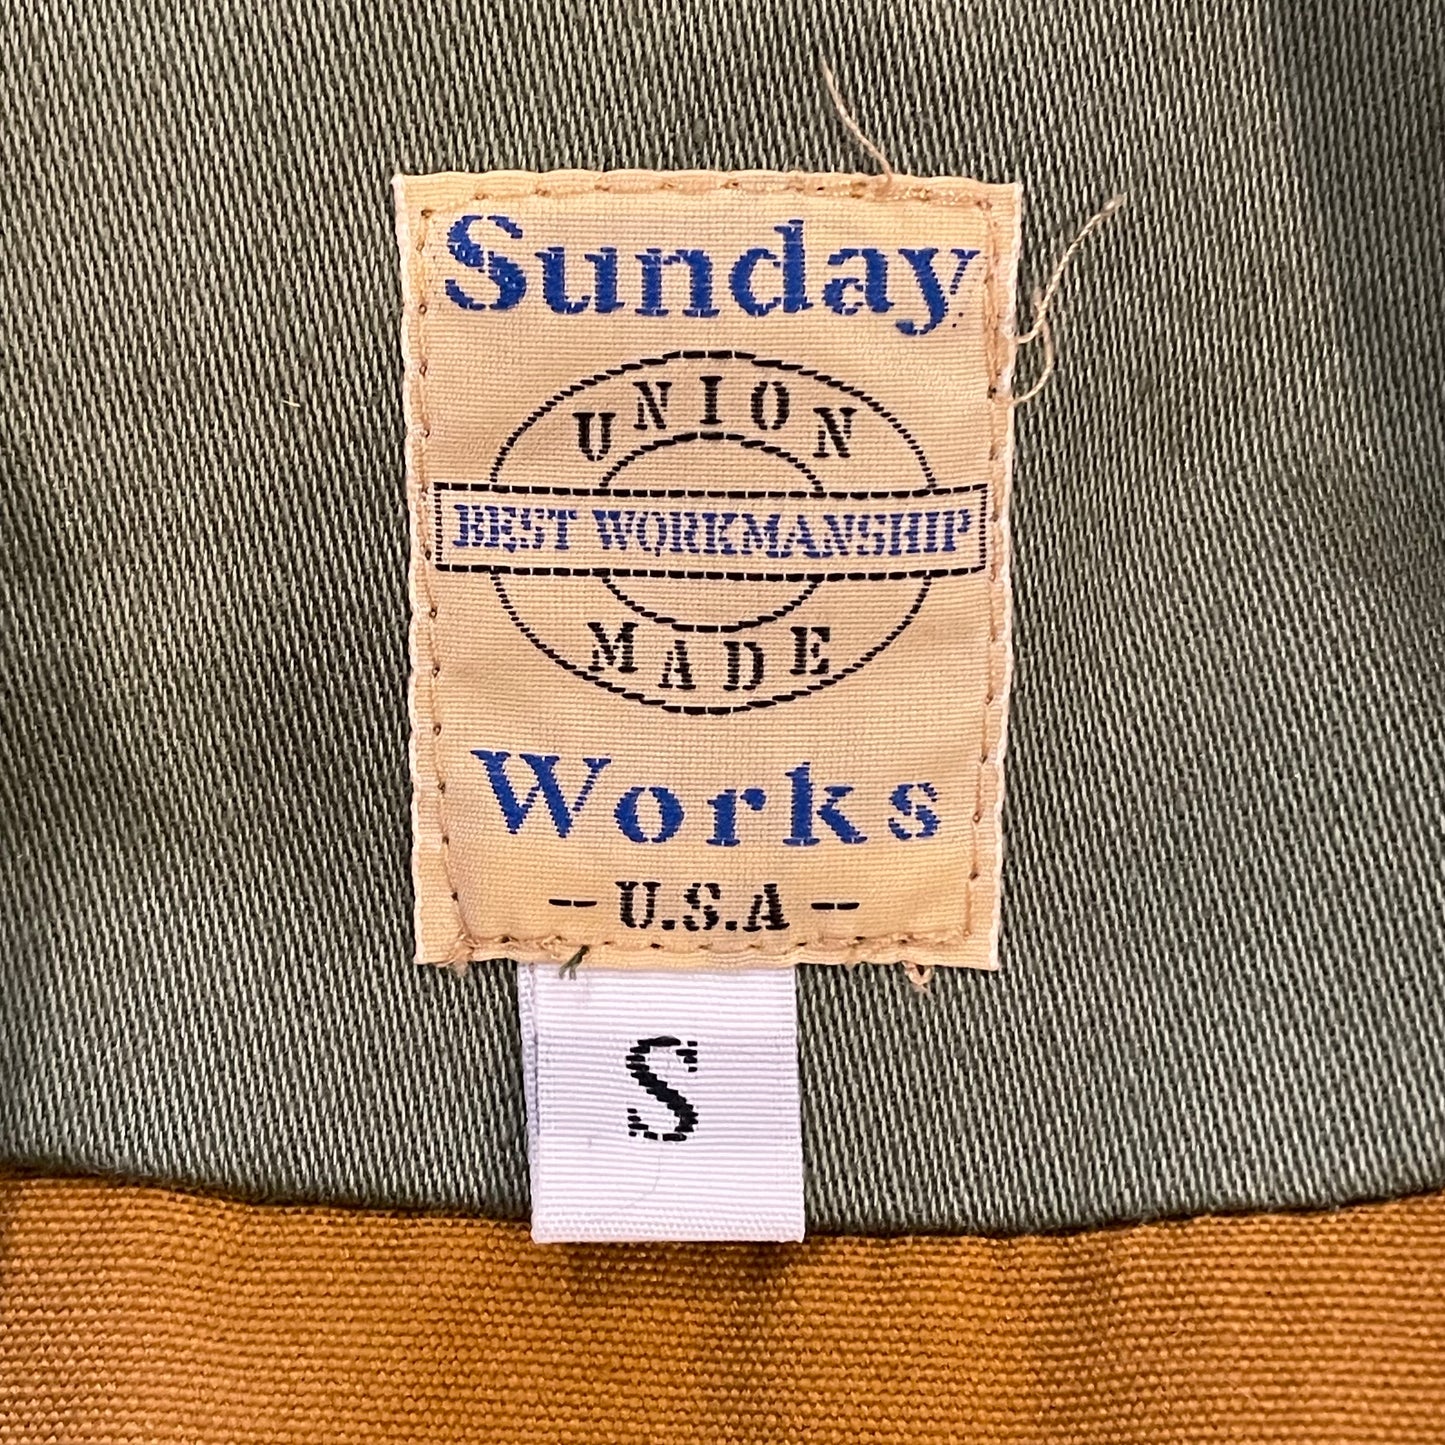 Sunday
UNION
BEST WORKMANSHIP
MADE
Works
-- U.S.A --
S